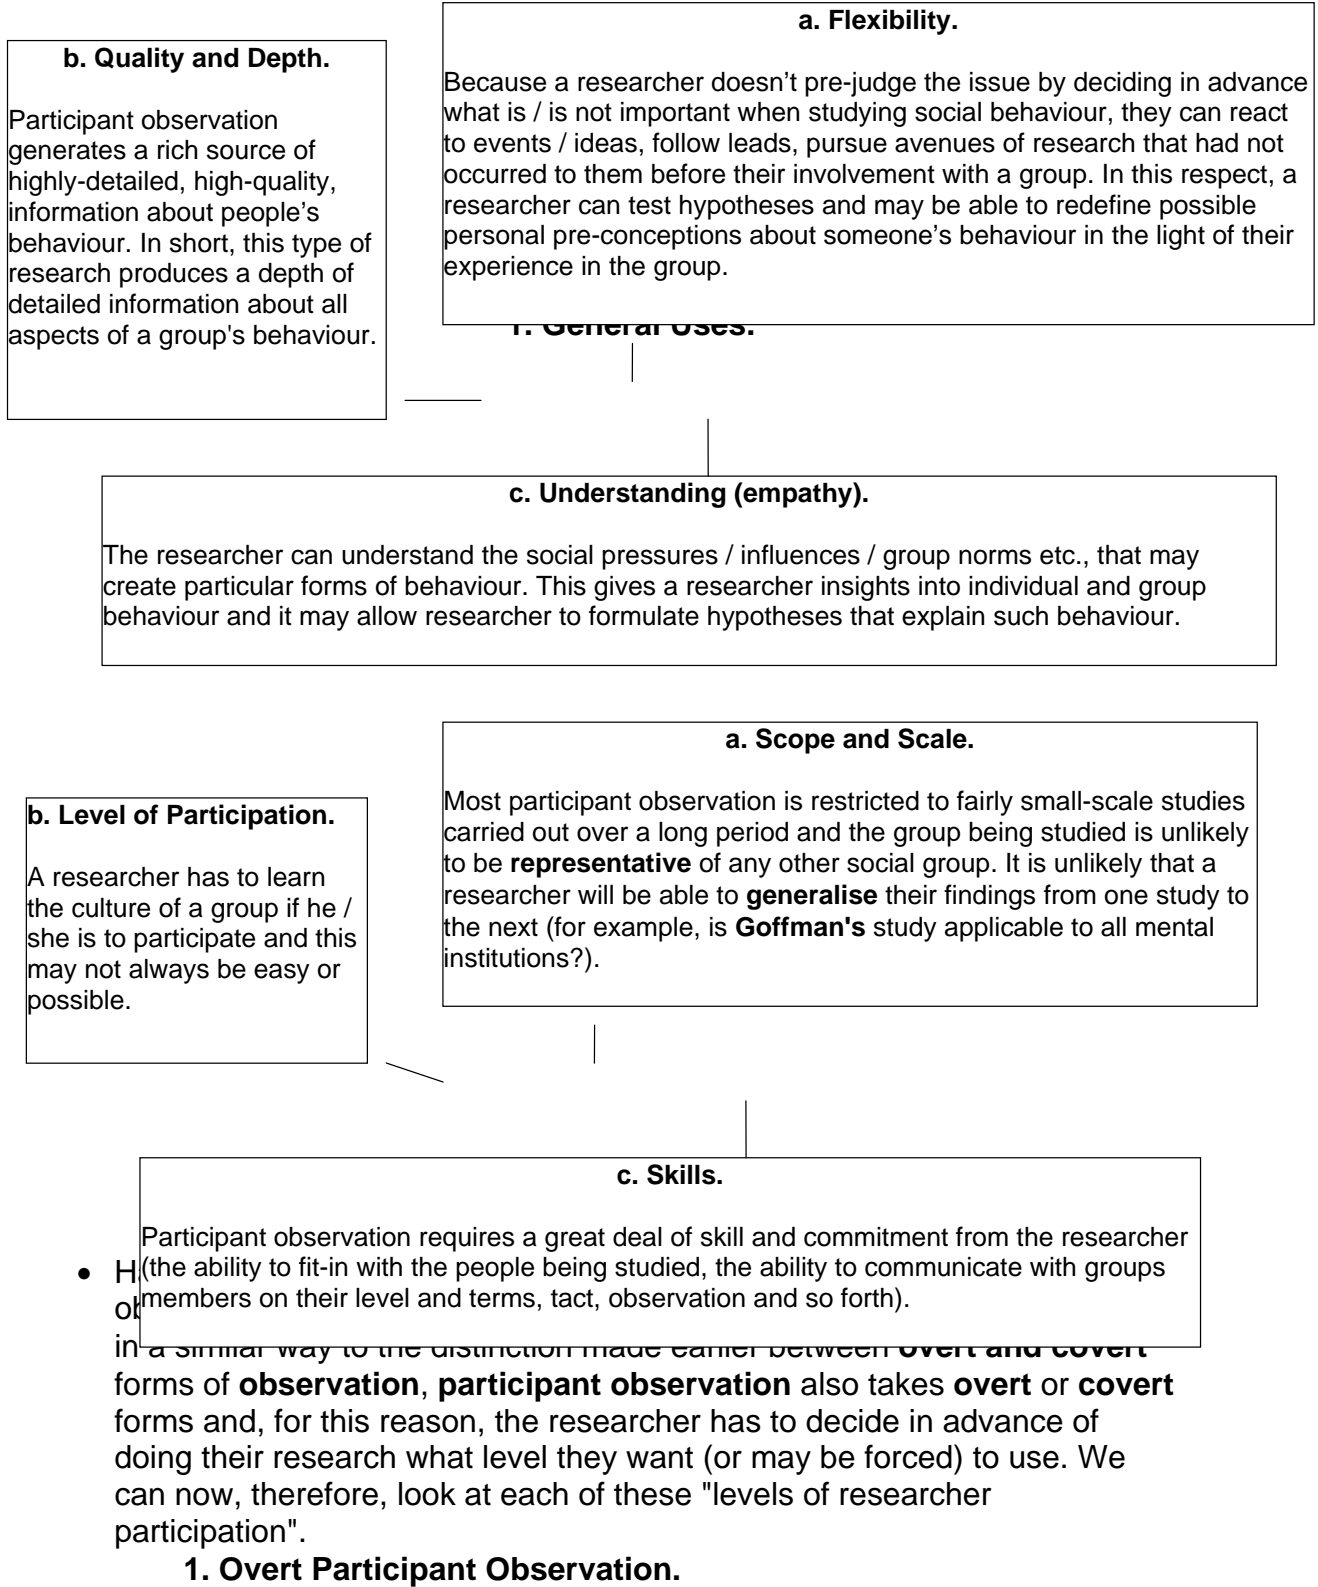 a. Flexibility.
Because a researcher doesn't pre-judge the issue by deciding in advance
what is / is not important when studying social behaviour, they can react
to events / ideas, follow leads, pursue avenues of research that had not
occurred to them before their involvement with a group. In this respect, a
researcher can test hypotheses and may be able to redefine possible
personal pre-conceptions about someone's behaviour in the light of their
experience in the group.
b. Quality and Depth.
Participant observation
generates a rich source of
highly-detailed, high-quality,
information about people's
behaviour. In short, this type of
research produces a depth of
detailed information about all
aspects of a group's behaviour.
1. General Uses.
c. Understanding (empathy).
The researcher can understand the social pressures / influences / group norms etc., that may
create particular forms of behaviour. This gives a researcher insights into individual and group
behaviour and it may allow researcher to formulate hypotheses that explain such behaviour.
a. Scope and Scale.
Most participant observation is restricted to fairly small-scale studies
carried out over a long period and the group being studied is unlikely
to be representative of any other social group. It is unlikely that a
researcher will be able to generalise their findings from one study to
the next (for example, is Goffman's study applicable to all mental
institutions?).
b. Level of Participation.
A researcher has to learn
the culture of a group if he /
she is to participate and this
may not always be easy or
possible.
c. Skills.
Participant observation requires a great deal of skill and commitment from the researcher
(the ability to fit-in with the people being studied, the ability to communicate with groups
members on their level and terms, tact, observation and so forth).
in a similar way to the distinction made earlier between overt and covert
forms of observation, participant observation also takes overt or covert
forms and, for this reason, the researcher has to decide in advance of
doing their research what level they want (or may be forced) to use. We
can now, therefore, look at each of these "levels of researcher
participation".
1. Overt Participant Observation.